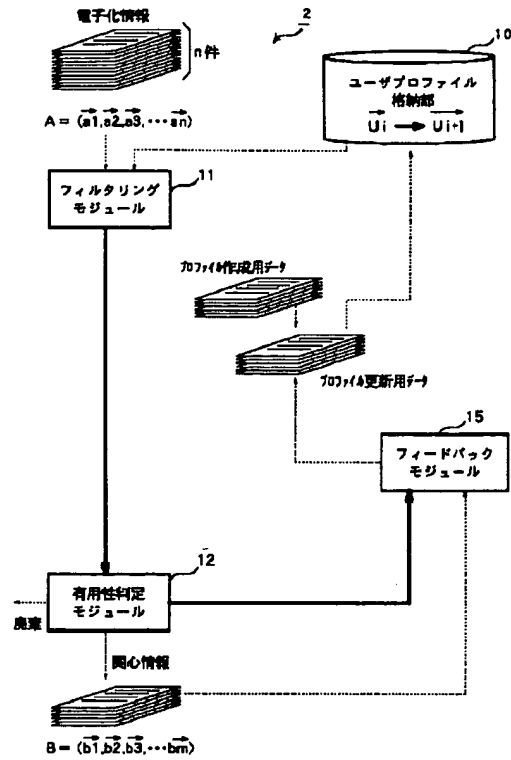 電子化情報
2
n件
A = (a1,a2,a3,…an)
10
ユーザプロファイル
格納部
Ui → Ui+1
11
フィルタリング
モジュール
プロファイル作成用データ
プロファイル更新用データ
15
フィードバック
モジュール
12
有用性判定
モジュール
廃棄
関心情報
B = (b1,b2,b3,…bm)